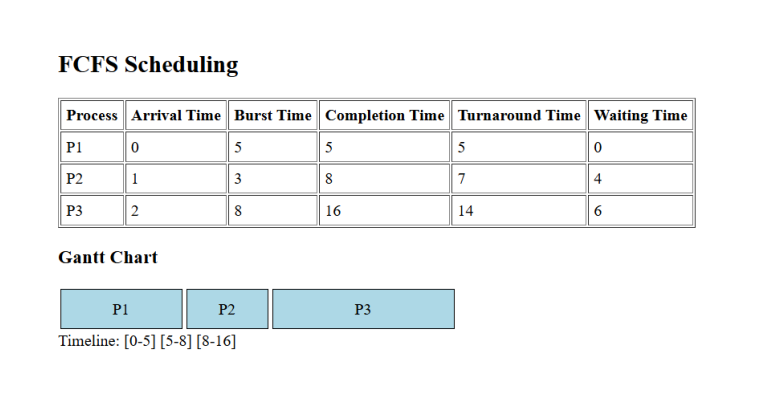 FCFS Scheduling
Process Arrival Time Burst Time Completion Time Turnaround Time Waiting Time
P1 0 5 5 5 0
P2 1 3 8 7 4
P3 2 8 16 14 6
Gantt Chart
P1 P2 P3
Timeline: [0-5] [5-8] [8-16]